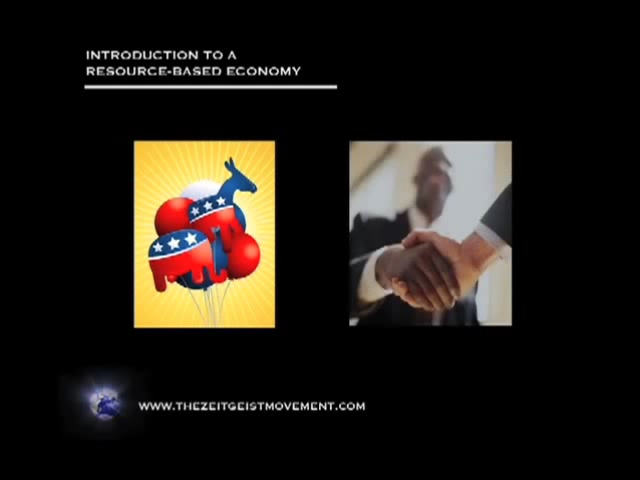 INTRODUCTION TO A
RESOURCE-BASED ECONOMY
WWW.THEZEITGEISTMOVEMENT.COM